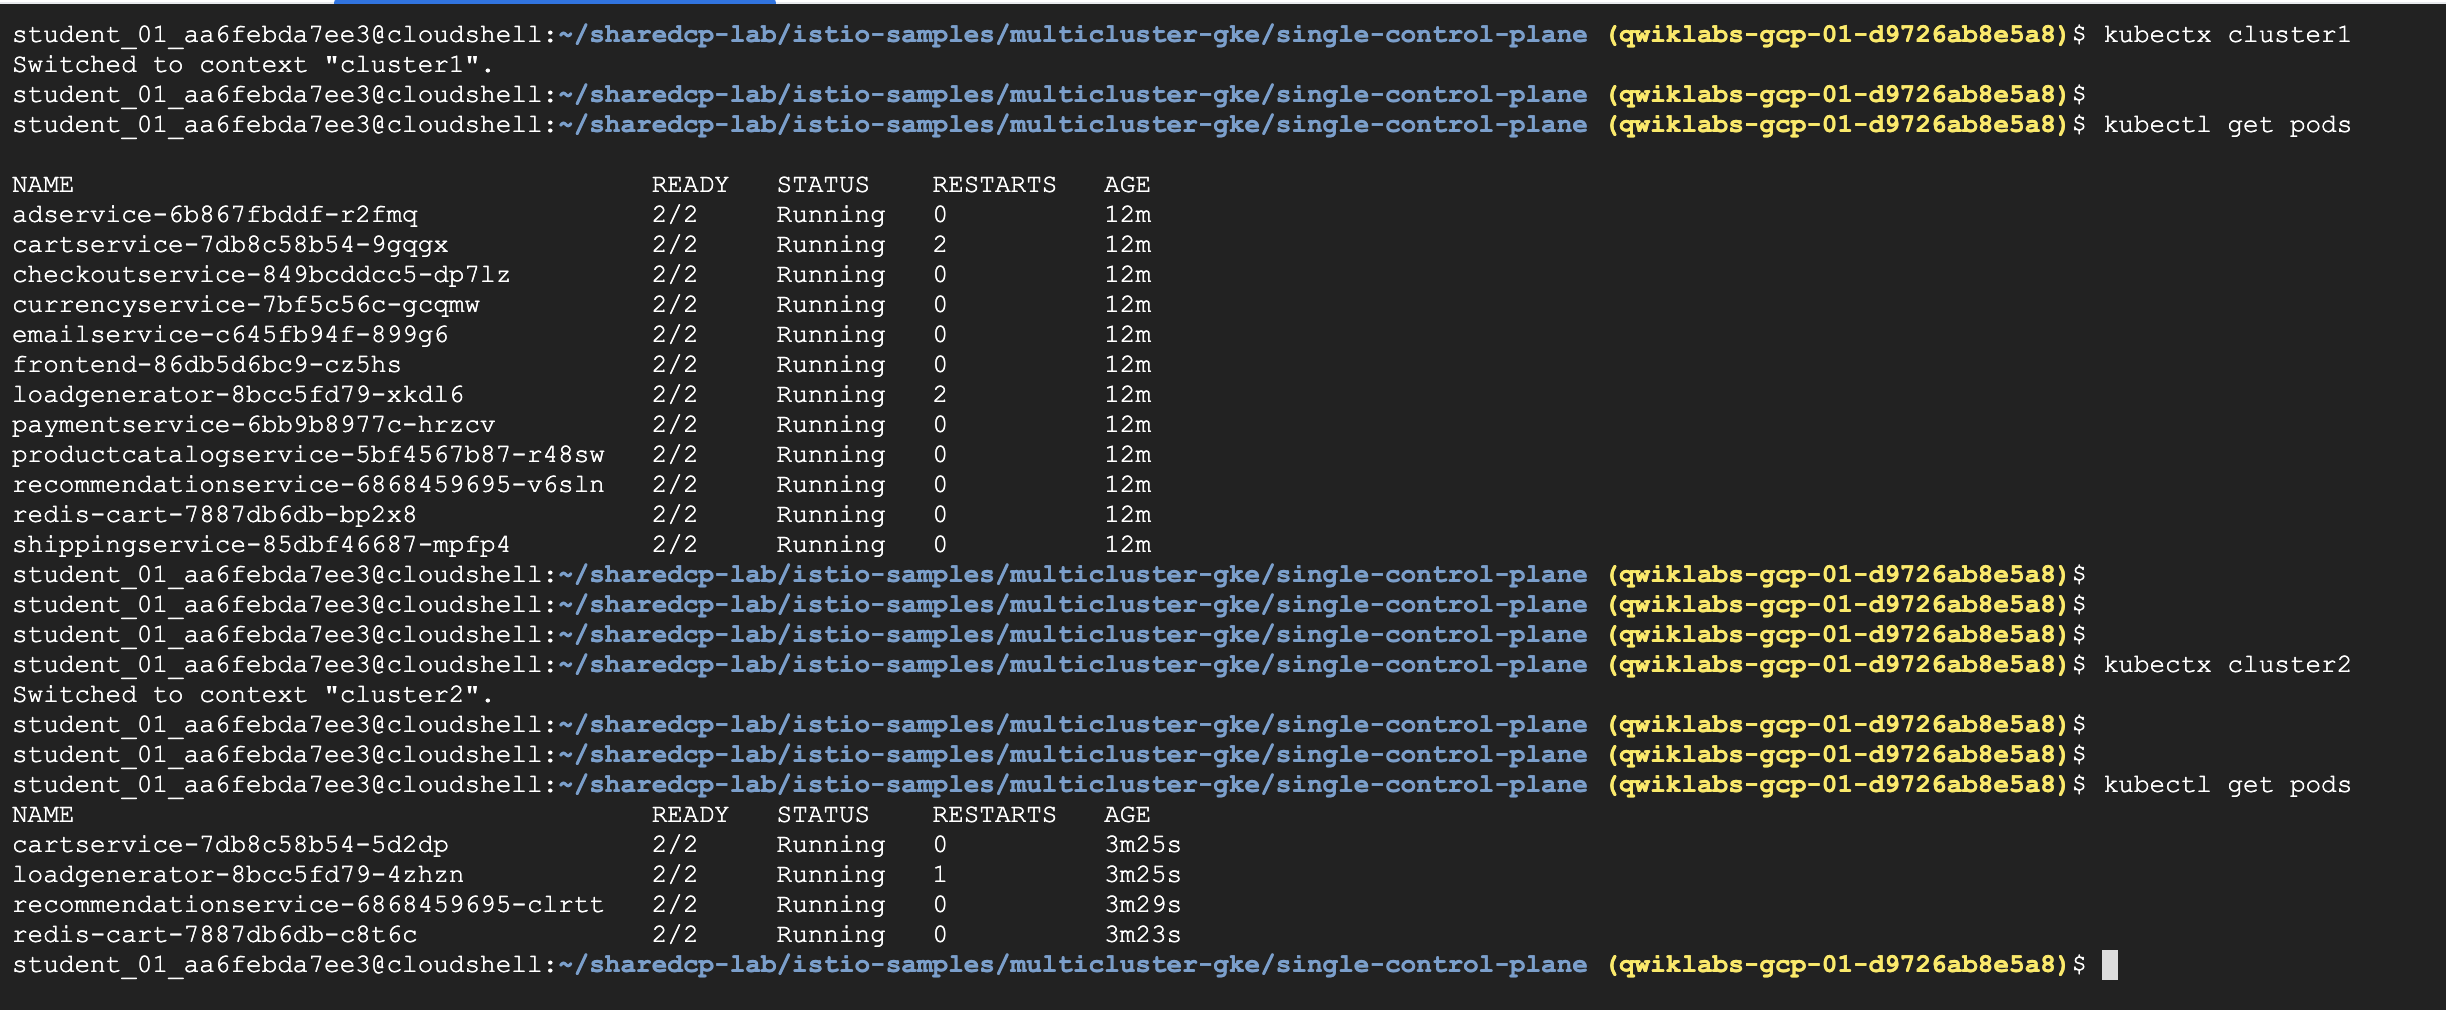 student_01_aa6febda7ee3@cloudshell:~/sharedcp-lab/istio-samples/multicluster-gke/single-control-plane (qwiklabs-gcp-01-d9726ab8e5a8)$ kubectx cluster1
Switched to context "cluster1".
student_01_aa6febda7ee3@cloudshell:~/sharedcp-lab/istio-samples/multicluster-gke/single-control-plane (qwiklabs-gcp-01-d9726ab8e5a8)$
student_01_aa6febda7ee3@cloudshell:~/sharedcp-lab/istio-samples/multicluster-gke/single-control-plane (qwiklabs-gcp-01-d9726ab8e5a8)$ kubectl get pods
NAME READY STATUS RESTARTS AGE
adservice-6b867fbddf-r2fmq 2/2 Running 0 12m
cartservice-7db8c58b54-9gqgx 2/2 Running 2 12m
checkoutservice-849bcddcc5-dp7lz 2/2 Running 0 12m
currencyservice-7bf5c56c-gcqmw 2/2 Running 0 12m
emailservice-c645fb94f-899g6 2/2 Running 0 12m
frontend-86db5d6bc9-cz5hs 2/2 Running 0 12m
loadgenerator-8bcc5fd79-xkdl6 2/2 Running 2 12m
paymentservice-6bb9b8977c-hrzcv 2/2 Running 0 12m
productcatalogservice-5bf4567b87-r48sw 2/2 Running 0 12m
recommendationservice-6868459695-v6sln 2/2 Running 0 12m
redis-cart-7887db6db-bp2x8 2/2 Running 0 12m
shippingservice-85dbf46687-mpfp4 2/2 Running 0 12m
student_01_aa6febda7ee3@cloudshell:~/sharedcp-lab/istio-samples/multicluster-gke/single-control-plane (qwiklabs-gcp-01-d9726ab8e5a8)$
student_01_aa6febda7ee3@cloudshell:~/sharedcp-lab/istio-samples/multicluster-gke/single-control-plane (qwiklabs-gcp-01-d9726ab8e5a8)$
student_01_aa6febda7ee3@cloudshell:~/sharedcp-lab/istio-samples/multicluster-gke/single-control-plane (qwiklabs-gcp-01-d9726ab8e5a8)$
student_01_aa6febda7ee3@cloudshell:~/sharedcp-lab/istio-samples/multicluster-gke/single-control-plane (qwiklabs-gcp-01-d9726ab8e5a8)$ kubectx cluster2
Switched to context "cluster2".
student_01_aa6febda7ee3@cloudshell:~/sharedcp-lab/istio-samples/multicluster-gke/single-control-plane (qwiklabs-gcp-01-d9726ab8e5a8)$
student_01_aa6febda7ee3@cloudshell:~/sharedcp-lab/istio-samples/multicluster-gke/single-control-plane (qwiklabs-gcp-01-d9726ab8e5a8)$
student_01_aa6febda7ee3@cloudshell:~/sharedcp-lab/istio-samples/multicluster-gke/single-control-plane (qwiklabs-gcp-01-d9726ab8e5a8)$ kubectl get pods
NAME READY STATUS RESTARTS AGE
cartservice-7db8c58b54-5d2dp 2/2 Running 0 3m25s
loadgenerator-8bcc5fd79-4zhzn 2/2 Running 1 3m25s
recommendationservice-6868459695-clrtt 2/2 Running 0 3m29s
redis-cart-7887db6db-c8t6c 2/2 Running 0 3m23s
student_01_aa6febda7ee3@cloudshell:~/sharedcp-lab/istio-samples/multicluster-gke/single-control-plane (qwiklabs-gcp-01-d9726ab8e5a8)$